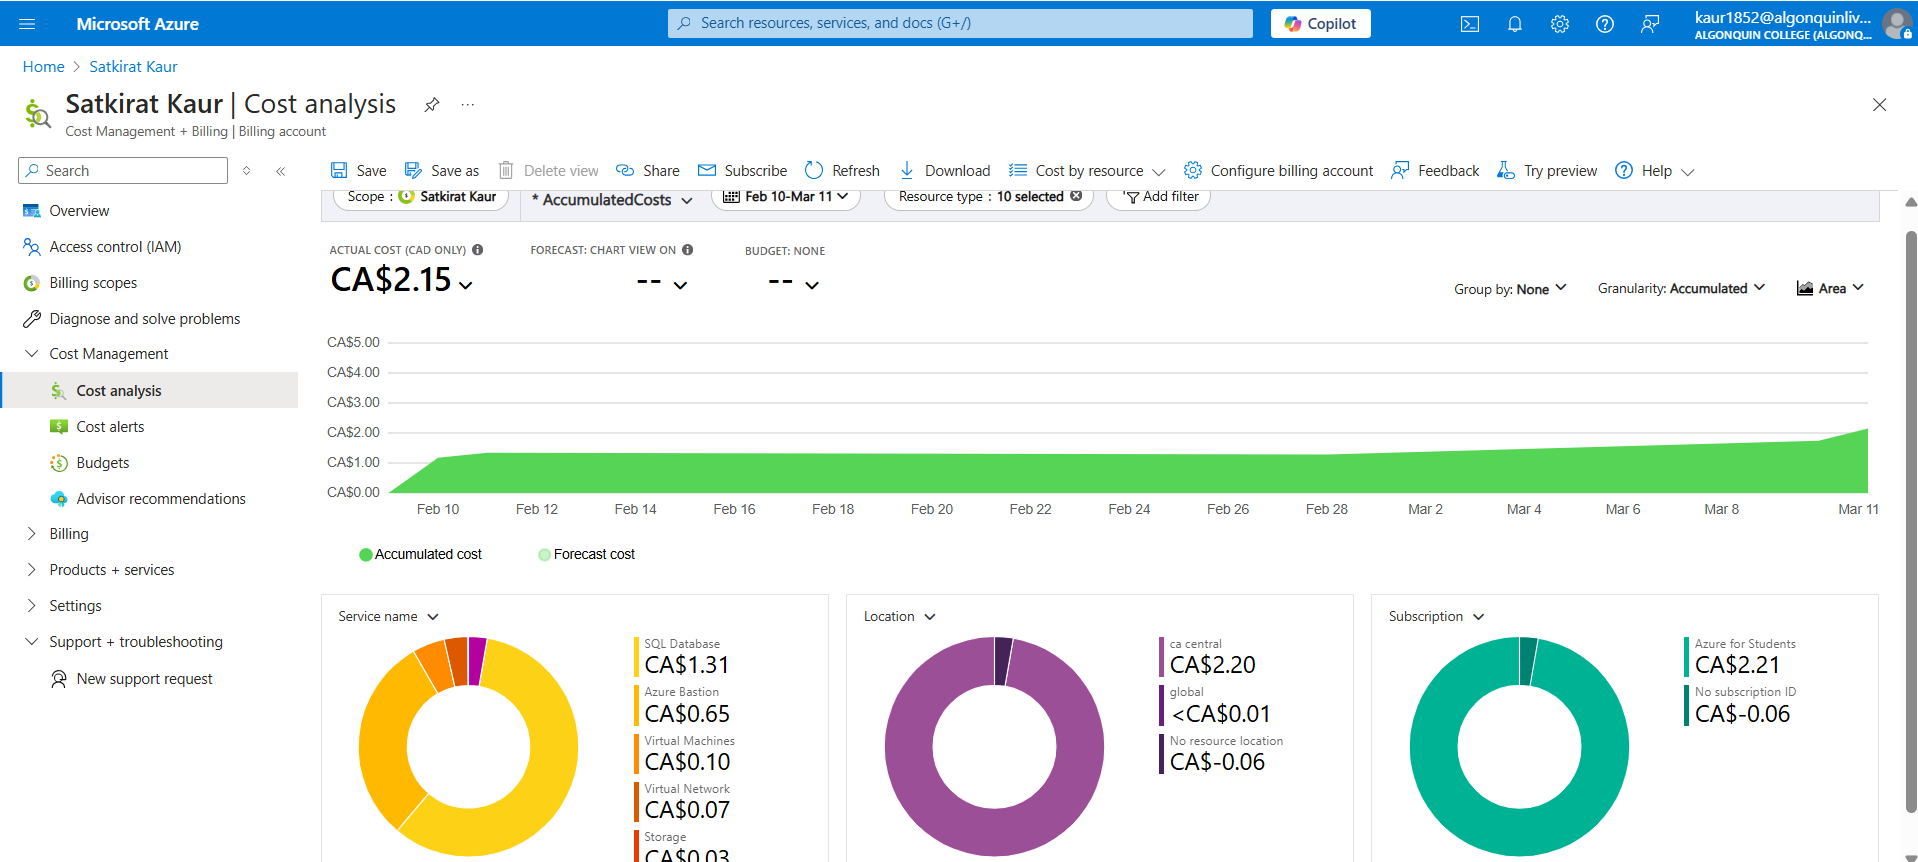 Microsoft Azure
Search resources, services, and docs (G+/)
Copilot
kaur1852@algonquinliv...
ALGONQUIN COLLEGE (ALGONQ...
Home > Satkirat Kaur
Satkirat Kaur | Cost analysis
...
Cost Management + Billing | Billing account
Search
Save
Save as
Delete view
Share
Subscribe
Refresh
Download
Cost by resource
Configure billing account
Feedback
Try preview
Help
Overview
Access control (IAM)
Billing scopes
Diagnose and solve problems
Cost Management
Cost analysis
Cost alerts
Budgets
Advisor recommendations
Billing
Products + services
Settings
Support + troubleshooting
New support request
Scope : Satkirat Kaur
* AccumulatedCosts
Feb 10-Mar 11
Resource type : 10 selected
Add filter
ACTUAL COST (CAD ONLY)
CA$2.15
FORECAST: CHART VIEW ON
--
BUDGET: NONE
--
Group by: None
Granularity: Accumulated
Area
CA$5.00
CA$4.00
CA$3.00
CA$2.00
CA$1.00
CA$0.00
Feb 10 Feb 12 Feb 14 Feb 16 Feb 18 Feb 20 Feb 22 Feb 24 Feb 26 Feb 28 Mar 2 Mar 4 Mar 6 Mar 8 Mar 11
Accumulated cost
Forecast cost
Service name
SQL Database
CA$1.31
Azure Bastion
CA$0.65
Virtual Machines
CA$0.10
Virtual Network
CA$0.07
Storage
CA$0.03
Location
ca central
CA$2.20
global
<CA$0.01
No resource location
CA$-0.06
Subscription
Azure for Students
CA$2.21
No subscription ID
CA$-0.06